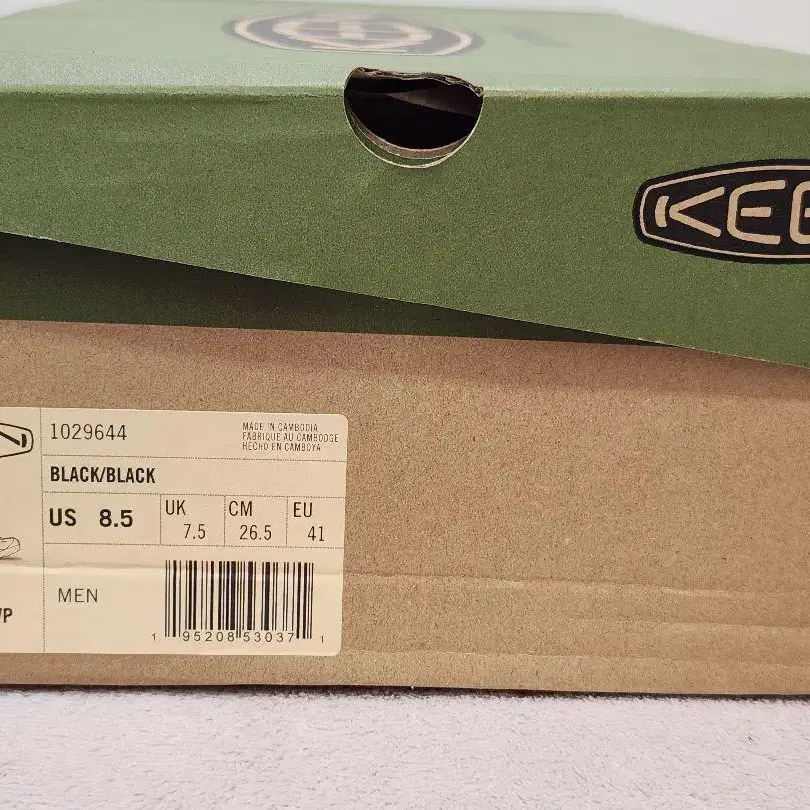 KEE
1029644
MADE IN CAMBODIA
FABRIQUE AU CAMBODGE
HECHO EN CAMBOYA
BLACK/BLACK
US 8.5
UK 7.5
CM 26.5
EU 41
MEN
WP
1 95208 53037 1